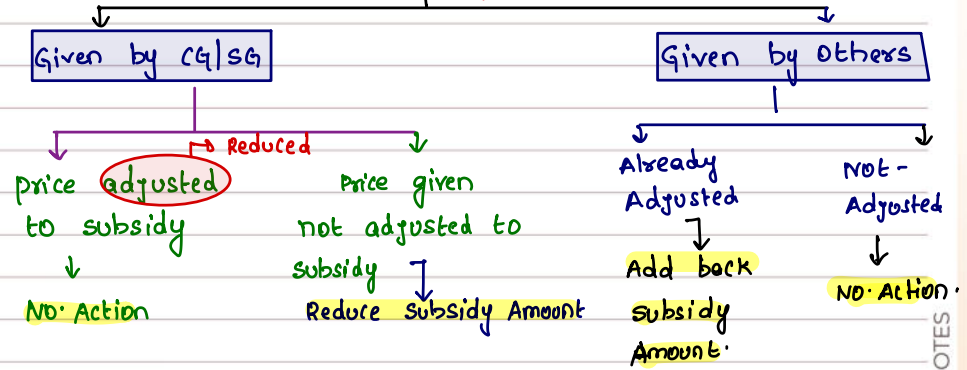 Given by CG/SG
Given by Others
Reduced
price adjusted
to subsidy
No. Action
Price given
not adjusted to
subsidy
Reduce Subsidy Amount
Already
Adjusted
Add back
subsidy
Amount.
Not-
Adjusted
No. Action.
OTES